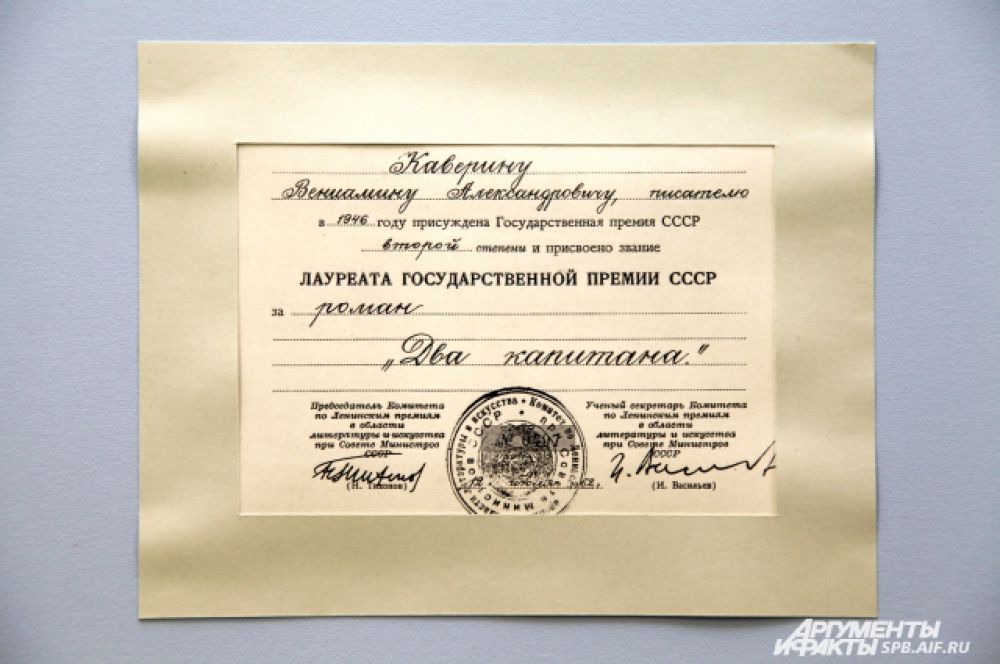 Каверину
Вениамину Александровичу, писателю
в 1946 году присуждена Государственная премия СССР
второй степени и присвоено звание
ЛАУРЕАТА ГОСУДАРСТВЕННОЙ ПРЕМИИ СССР
за роман
„Два капитана."
Председатель Комитета
по Ленинским премиям
в области
литературы и искусства
при Совете Министров
СССР
(Н. Тихонов)
Ученый секретарь Комитета
по Ленинским премиям
в области
литературы и искусства
при Совете Министров
СССР
(И. Васильев)
АРГУМЕНТЫ
И ФАКТЫ SPB.AIF.RU